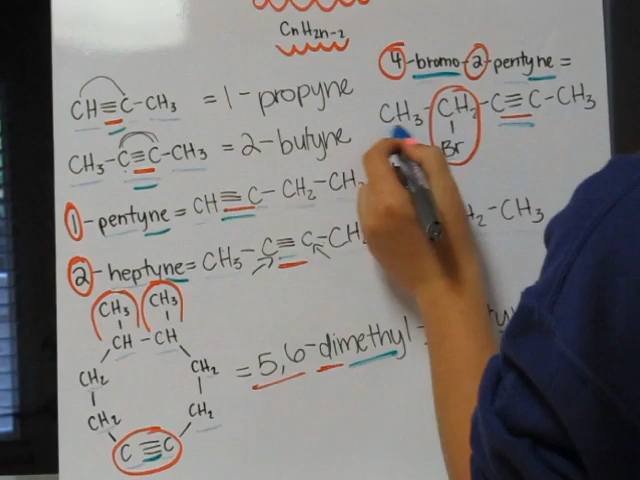 CnH2n-2
CH≡C-CH3 = 1-propyne
CH3-C≡C-CH3 = 2-butyne
1-pentyne = CH≡C-CH2-CH
2-heptyne = CH3-C≡C-CH
CH3 CH3
CH-CH
CH2 CH2
CH2 CH2
C≡C
= 5,6-dimethyl
4-bromo-2-pentyne =
CH3-CH2-C≡C-CH3
Br
-CH3